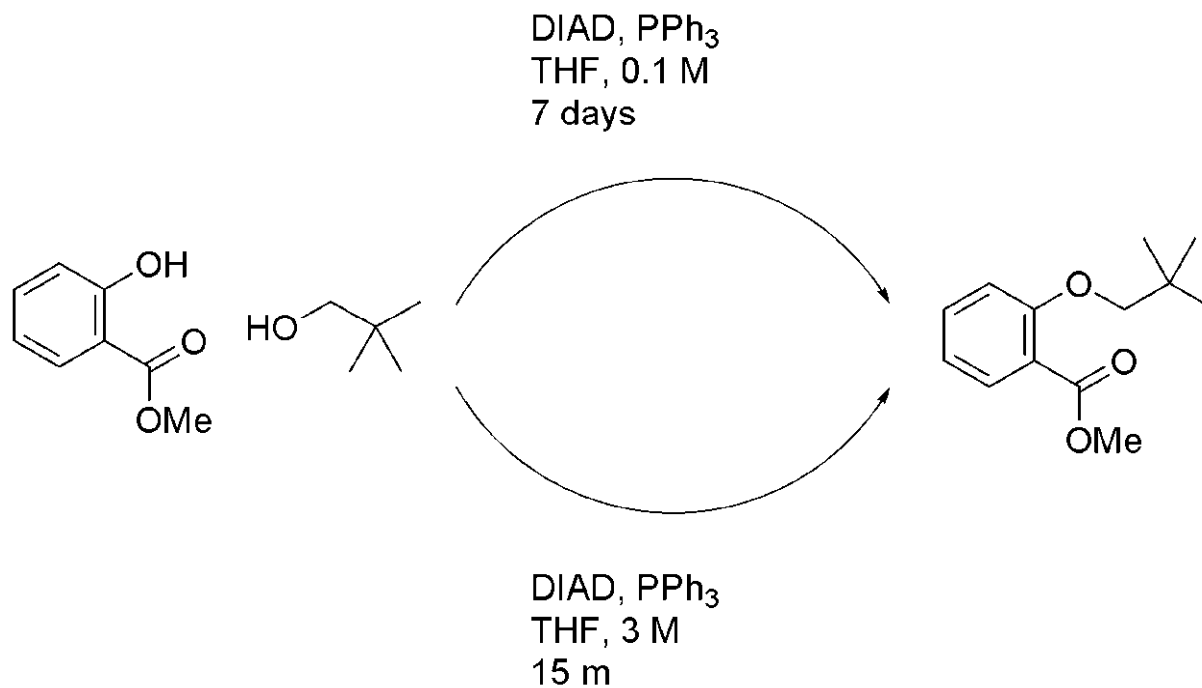 DIAD, PPh₃
THF, 0.1 M
7 days
OH
O
OMe
HO
O
O
OMe
DIAD, PPh₃
THF, 3 M
15 m